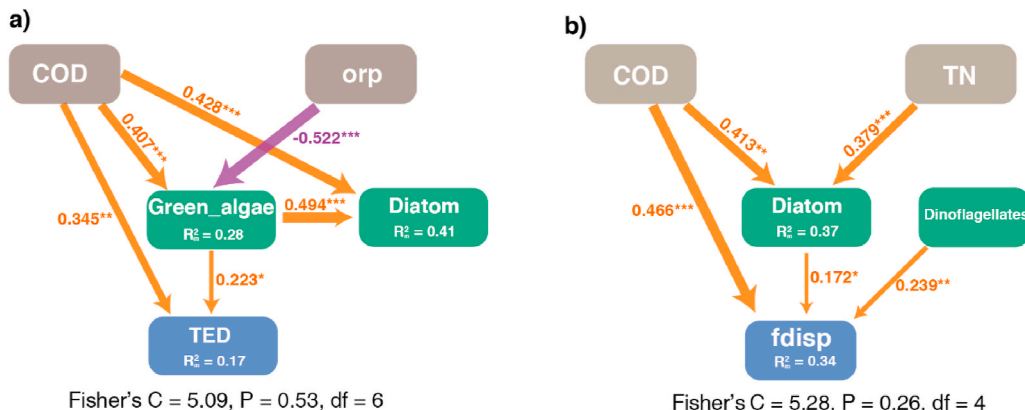 a)
COD
orp
0.428***
0.407***
-0.522***
0.345**
Green_algae
R²m = 0.28
0.494***
Diatom
R²m = 0.41
0.223*
TED
R²m = 0.17
Fisher's C = 5.09, P = 0.53, df = 6
b)
COD
TN
0.413**
0.379***
0.466***
Diatom
R²m = 0.37
Dinoflagellates
0.172*
0.239**
fdisp
R²m = 0.34
Fisher's C = 5.28, P = 0.26, df = 4